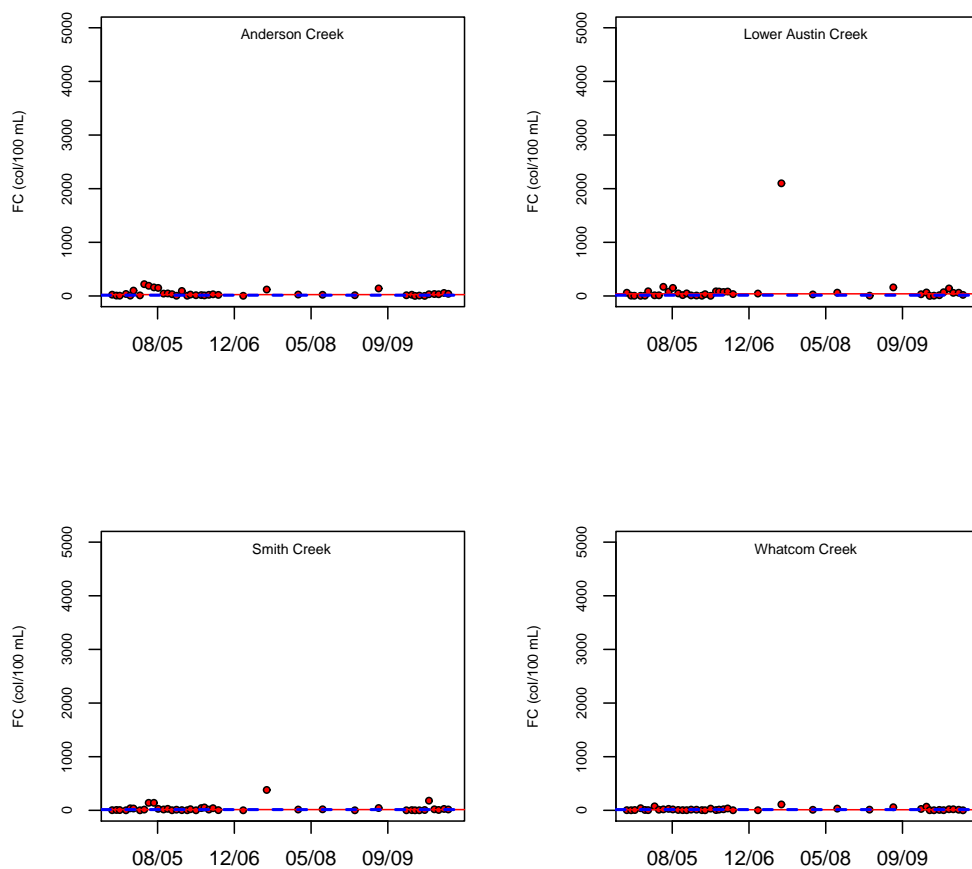 Anderson Creek
FC (col/100 mL)
5000
4000
3000
2000
1000
0
08/05 12/06 05/08 09/09
Lower Austin Creek
FC (col/100 mL)
5000
4000
3000
2000
1000
0
08/05 12/06 05/08 09/09
Smith Creek
FC (col/100 mL)
5000
4000
3000
2000
1000
0
08/05 12/06 05/08 09/09
Whatcom Creek
FC (col/100 mL)
5000
4000
3000
2000
1000
0
08/05 12/06 05/08 09/09